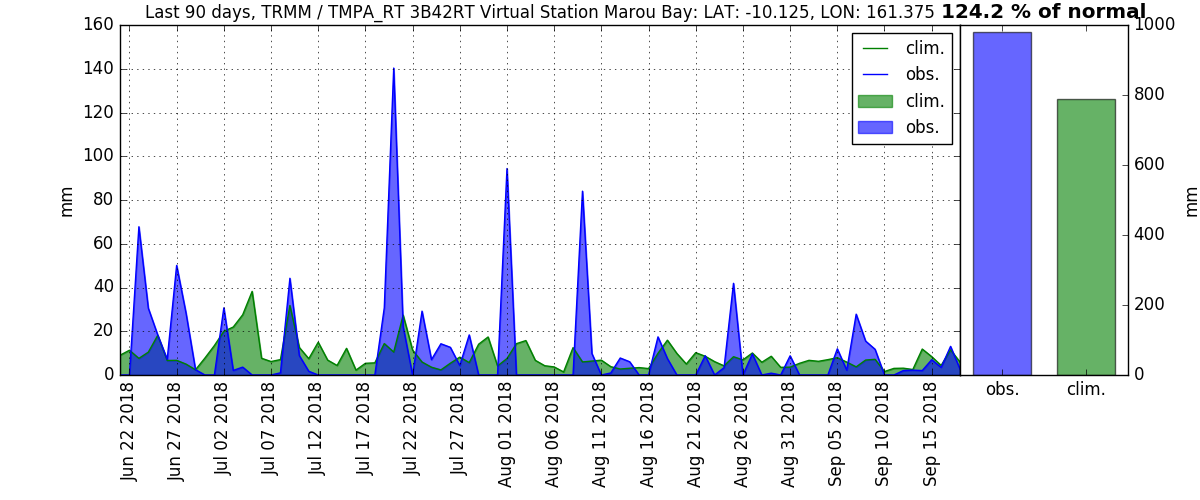 Last 90 days, TRMM / TMPA_RT 3B42RT Virtual Station Marou Bay: LAT: -10.125, LON: 161.375 124.2 % of normal
160
140
120
100
80
60
40
20
0
mm
clim.
obs.
clim.
obs.
1000
800
600
400
200
0
mm
Jun 22 2018
Jun 27 2018
Jul 02 2018
Jul 07 2018
Jul 12 2018
Jul 17 2018
Jul 22 2018
Jul 27 2018
Aug 01 2018
Aug 06 2018
Aug 11 2018
Aug 16 2018
Aug 21 2018
Aug 26 2018
Aug 31 2018
Sep 05 2018
Sep 10 2018
Sep 15 2018
obs.
clim.